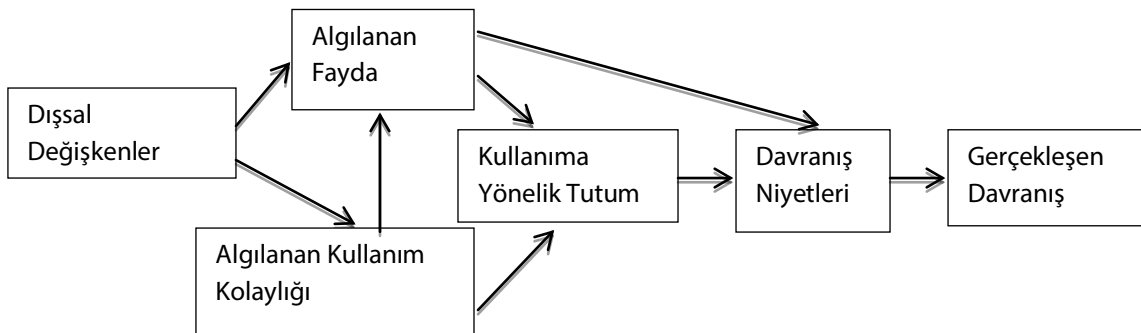 Algılanan
Fayda
Dışsal
Değişkenler
Kullanıma
Yönelik Tutum
Davranış
Niyetleri
Gerçekleşen
Davranış
Algılanan Kullanım
Kolaylığı